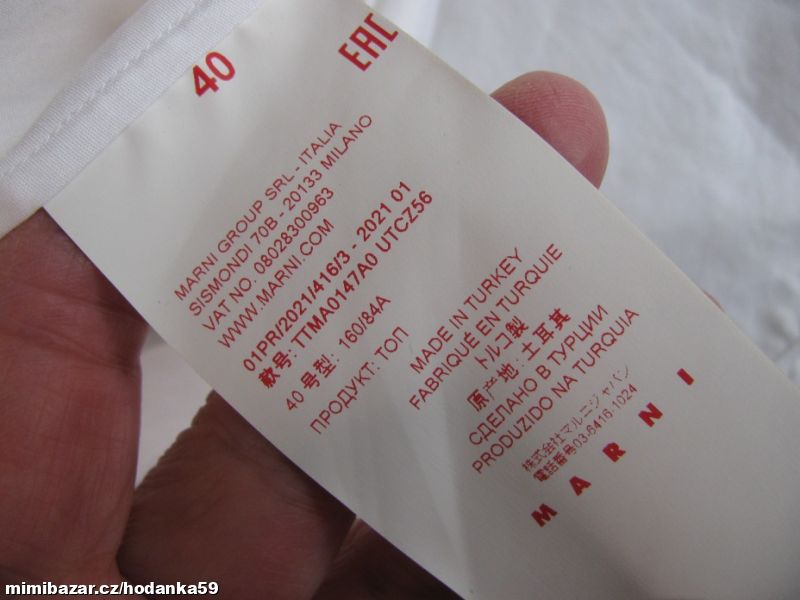 40
EAC
MARNI GROUP SRL - ITALIA
SISMONDI 70B - 20133 MILANO
VAT NO. 08028300963
WWW.MARNI.COM
01PR/2021/416/3 - 2021 01
款号: TTMA0147A0 UTCZ56
40 号型: 160/84A
ПРОДУКТ: ТОП
MADE IN TURKEY
FABRIQUE EN TURQUIE
トルコ製
原产地: 土耳其
СДЕЛАНО В ТУРЦИИ
PRODUZIDO NA TURQUIA
株式会社マルニジャパン
電話番号03-6416-1024
MARNI
mimibazar.cz/hodanka59